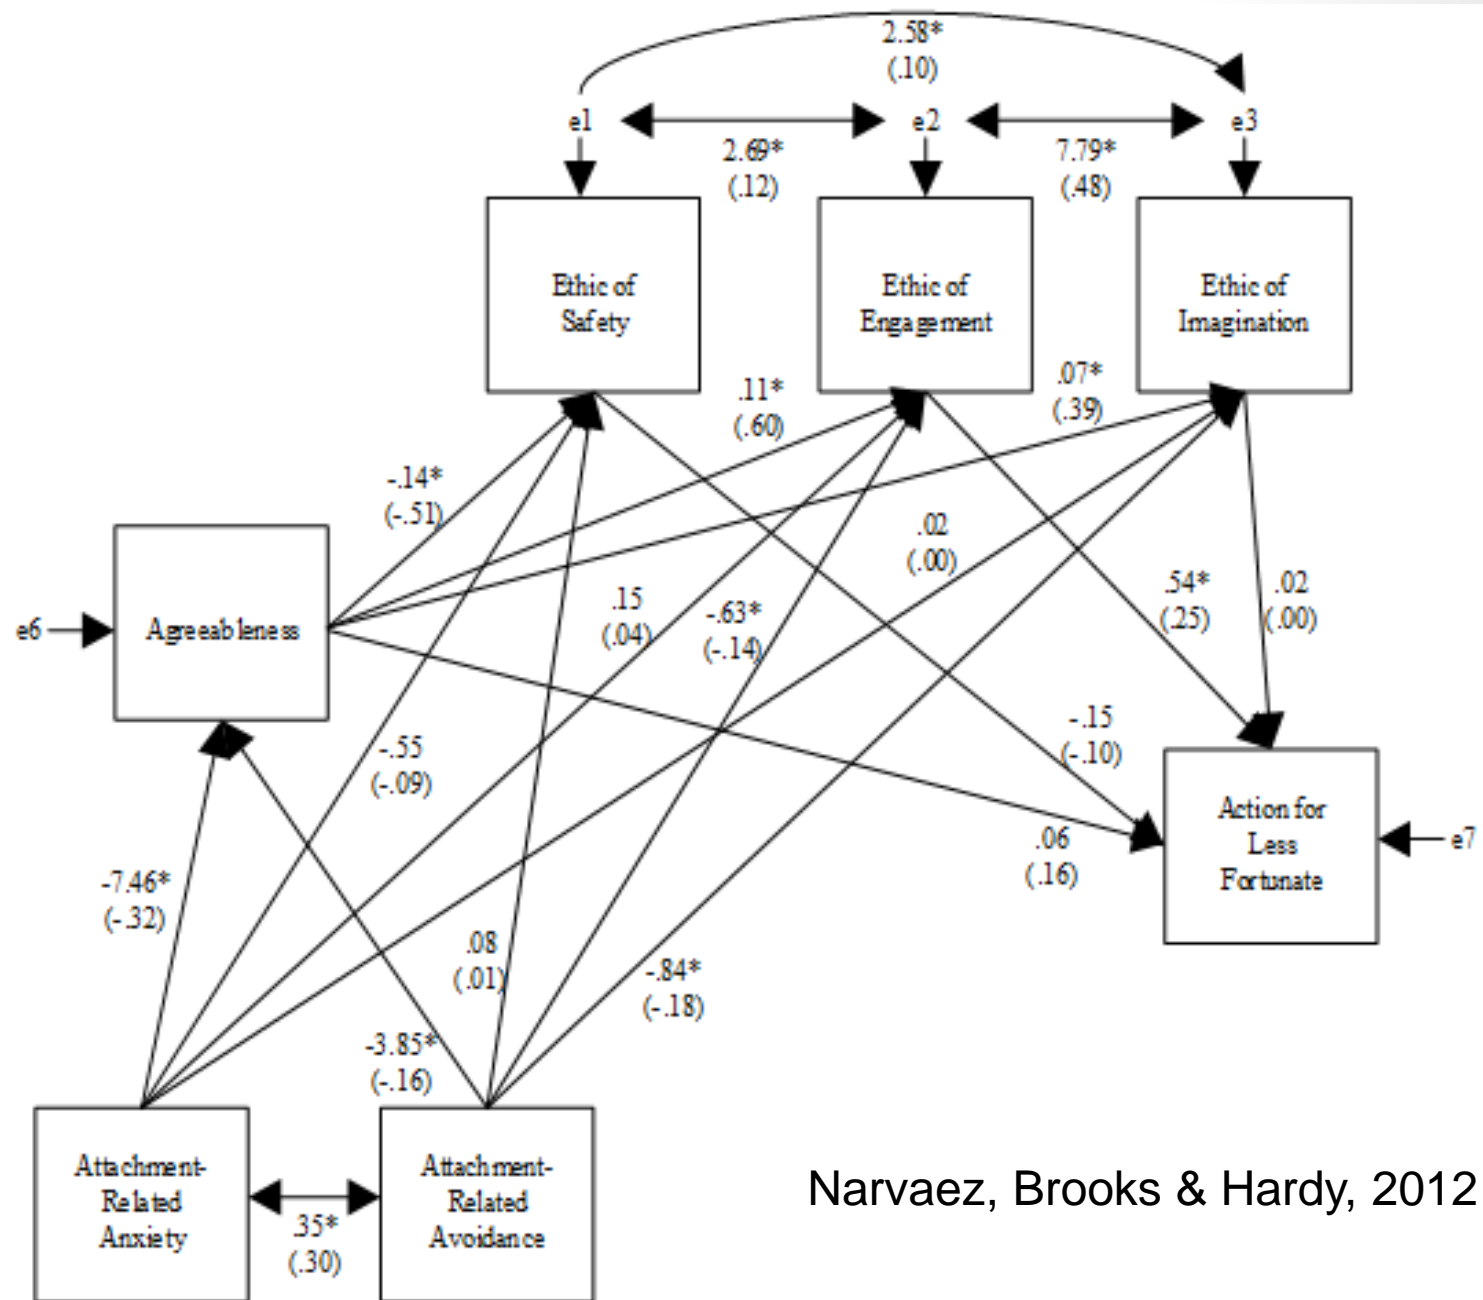 2.58*
(.10)
e1
e2
e3
2.69*
(.12)
7.79*
(.48)
Ethic of
Safety
Ethic of
Engagement
Ethic of
Imagination
.11*
(.60)
.07*
(.39)
-.14*
(-.51)
.02
(.00)
e6
Agreeableness
.15
(.04)
-.63*
(-.14)
.54*
(.25)
.02
(.00)
-.55
(-.09)
-.15
(-.10)
Action for
Less
Fortunate
e7
.06
(.16)
-7.46*
(-.32)
.08
(.01)
-.84*
(-.18)
-3.85*
(-.16)
Attachment-
Related
Anxiety
.35*
(.30)
Attachment-
Related
Avoidance
Narvaez, Brooks & Hardy, 2012